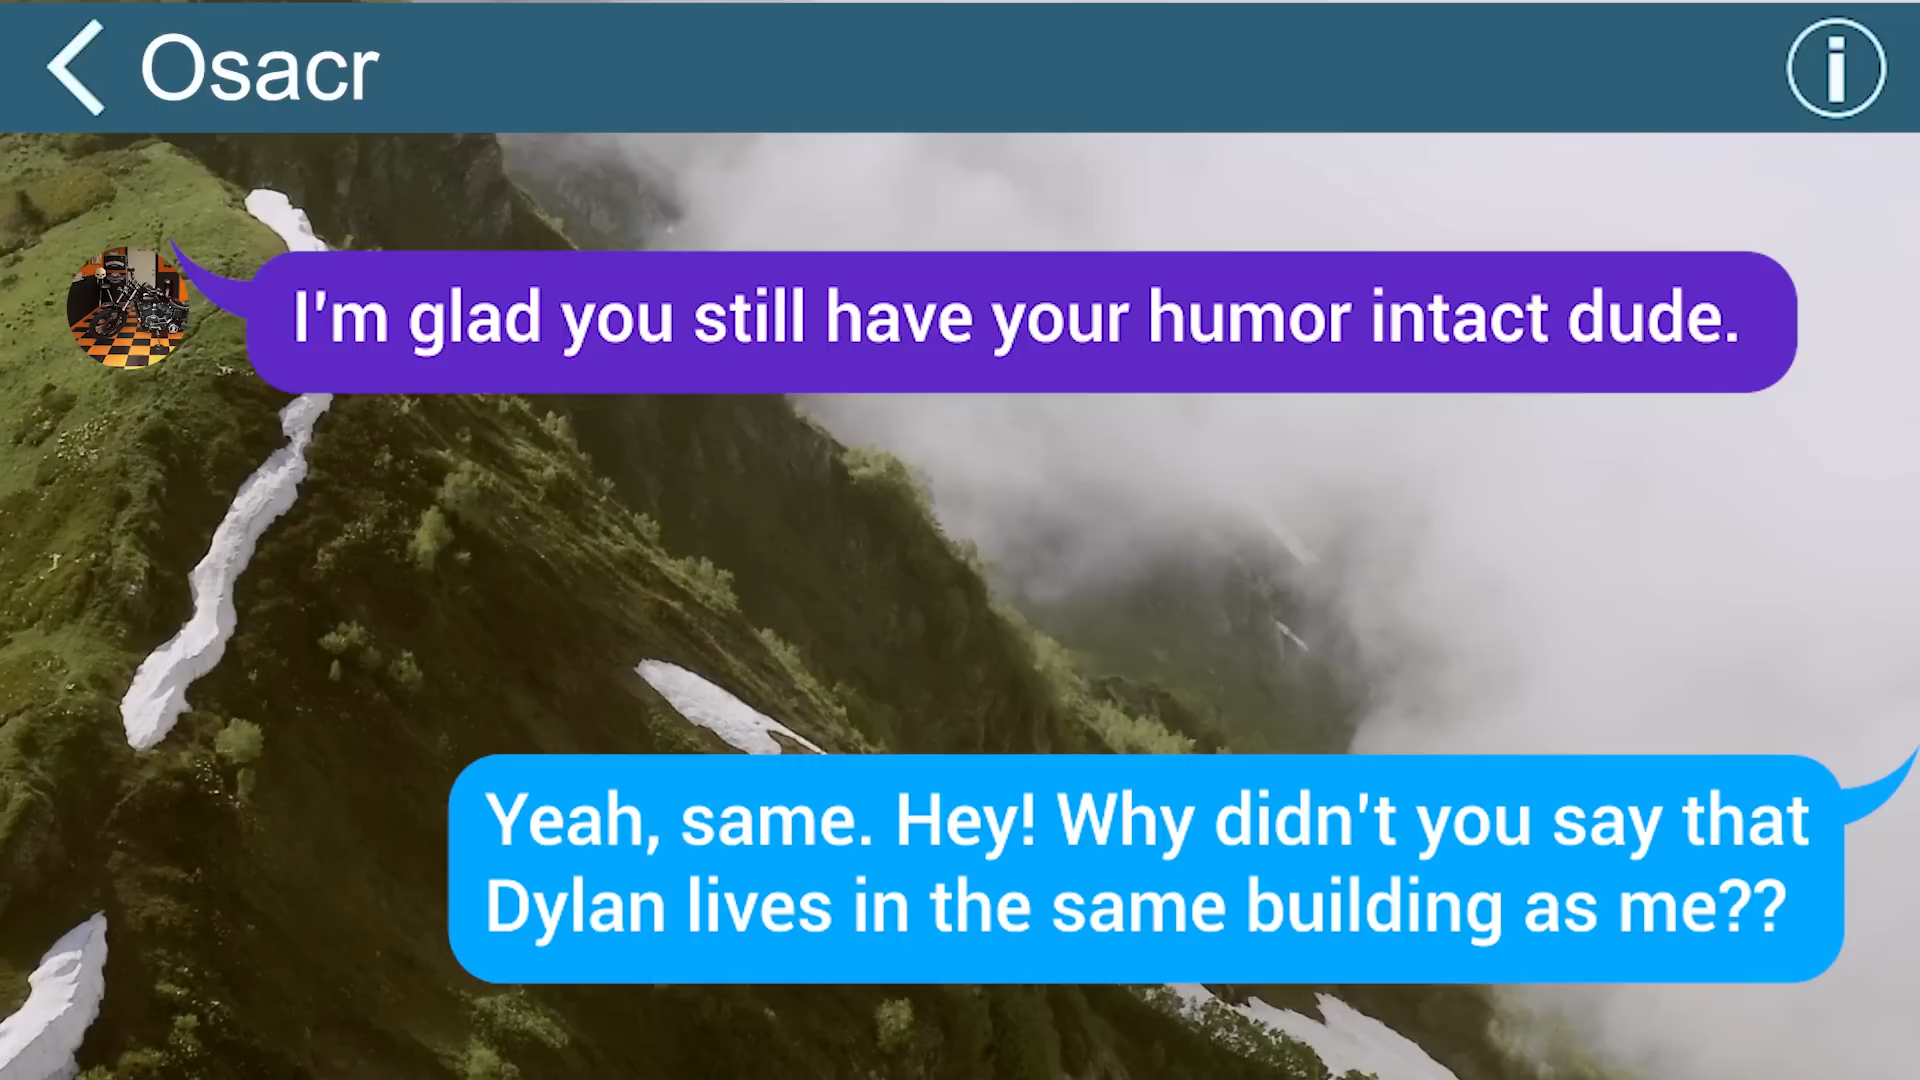 Osacr
I'm glad you still have your humor intact dude.
Yeah, same. Hey! Why didn't you say that
Dylan lives in the same building as me??